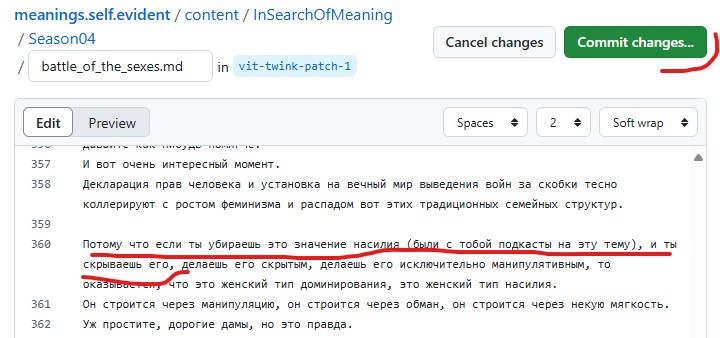 meanings.self.evident / content / InSearchOfMeaning
/ Season04
/ battle_of_the_sexes.md in vit-twink-patch-1
Cancel changes Commit changes...
Edit Preview Spaces 2 Soft wrap
357 И вот очень интересный момент.
358 Декларация прав человека и установка на вечный мир выведения войн за скобки тесно
коллерируют с ростом феминизма и распадом вот этих традиционных семейных структур.
359
360 Потому что если ты убираешь это значение насилия (были с тобой подкасты на эту тему), и ты
скрываешь его, делаешь его скрытым, делаешь его исключительно манипулятивным, то
оказывается, что это женский тип доминирования, это женский тип насилия.
361 Он строится через манипуляцию, он строится через обман, он строится через некую мягкость.
362 Уж простите, дорогие дамы, но это правда.